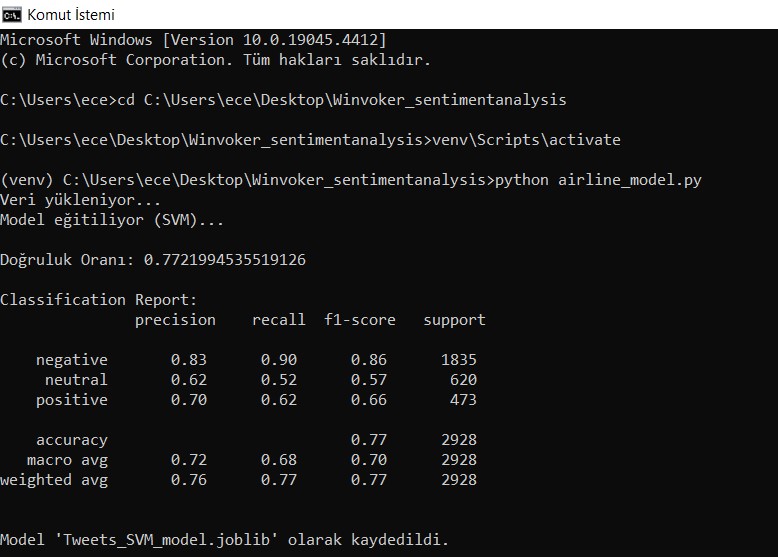 Komut İstemi
Microsoft Windows [Version 10.0.19045.4412]
(c) Microsoft Corporation. Tüm hakları saklıdır.
C:\Users\ece>cd C:\Users\ece\Desktop\Winvoker_sentimentanalysis
C:\Users\ece\Desktop\Winvoker_sentimentanalysis>venv\Scripts\activate
(venv) C:\Users\ece\Desktop\Winvoker_sentimentanalysis>python airline_model.py
Veri yükleniyor...
Model eğitiliyor (SVM)...
Doğruluk Oranı: 0.7721994535519126
Classification Report:
precision recall f1-score support
negative 0.83 0.90 0.86 1835
neutral 0.62 0.52 0.57 620
positive 0.70 0.62 0.66 473
accuracy 0.77 2928
macro avg 0.72 0.68 0.70 2928
weighted avg 0.76 0.77 0.77 2928
Model 'Tweets_SVM_model.joblib' olarak kaydedildi.